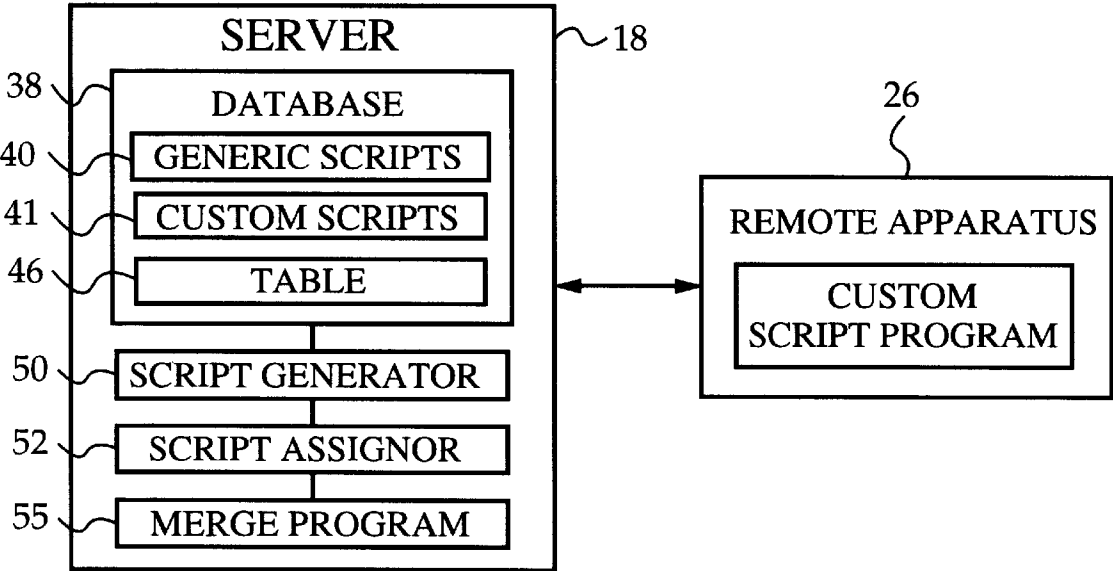 SERVER
18
38
DATABASE
40
GENERIC SCRIPTS
41
CUSTOM SCRIPTS
46
TABLE
50
SCRIPT GENERATOR
52
SCRIPT ASSIGNOR
55
MERGE PROGRAM
26
REMOTE APPARATUS
CUSTOM
SCRIPT PROGRAM